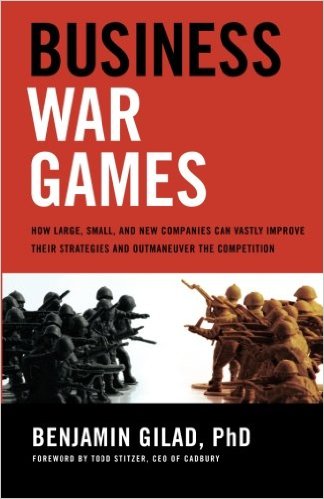 BUSINESS
WAR
GAMES
HOW LARGE, SMALL, AND NEW COMPANIES CAN VASTLY IMPROVE
THEIR STRATEGIES AND OUTMANEUVER THE COMPETITION
BENJAMIN GILAD, PhD
FOREWORD BY TODD STITZER, CEO OF CADBURY